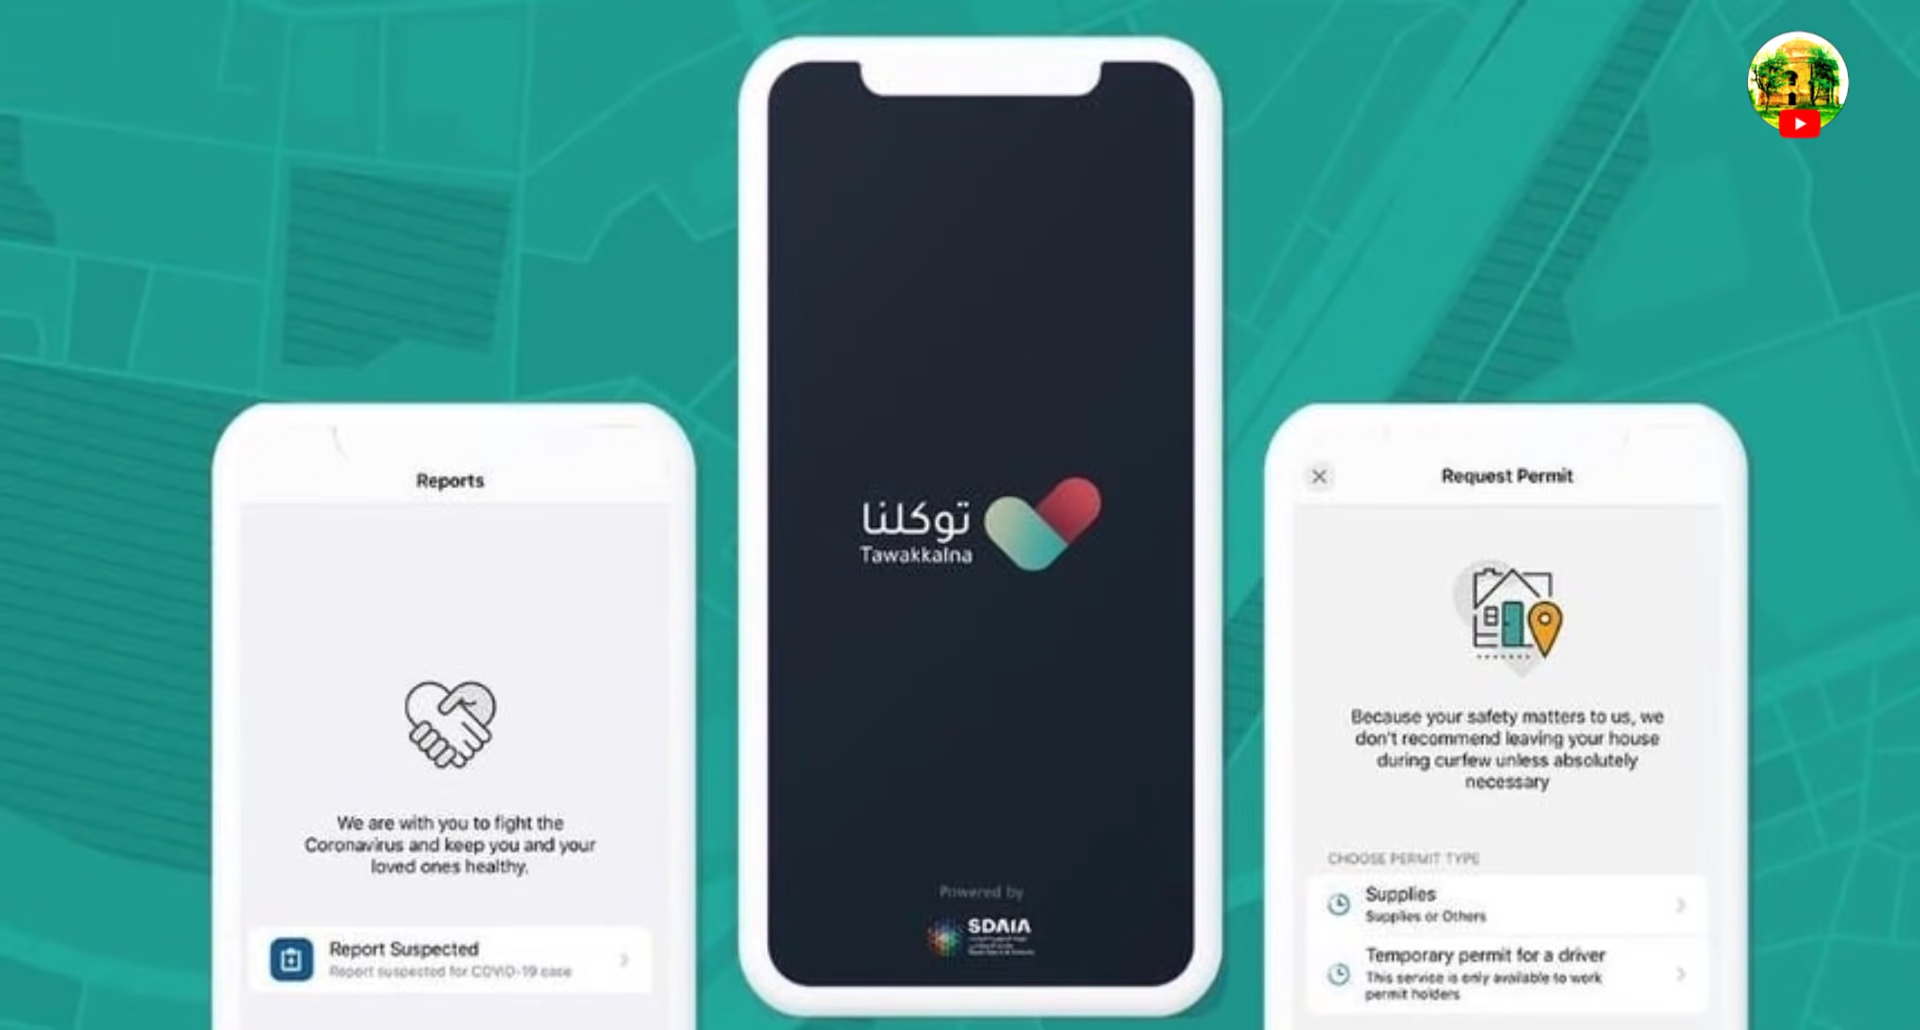 Reports
We are with you to fight the
Coronavirus and keep you and your
loved ones healthy.
Report Suspected
Report suspected for COVID-19 case
توكلنا
Tawakkalna
Powered by
SDAIA
Request Permit
Because your safety matters to us, we
don't recommend leaving your house
during curfew unless absolutely
necessary
CHOOSE PERMIT TYPE
Supplies
Supplies or Others
Temporary permit for a driver
This service is only available to work
permit holders